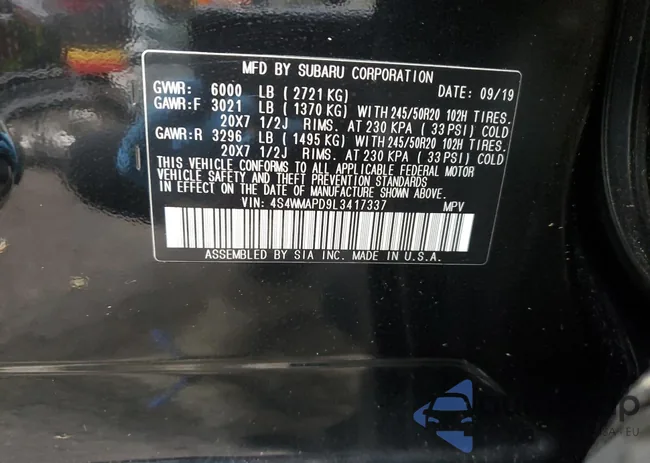 MFD BY SUBARU CORPORATION DATE: 09/19
GVWR: 6000 LB ( 2721 KG)
GAWR:F 3021 LB ( 1370 KG) WITH 245/50R20 102H TIRES.
20X7 1/2J RIMS. AT 230 KPA ( 33 PSI) COLD
GAWR:R 3296 LB ( 1495 KG) WITH 245/50R20 102H TIRES.
20X7 1/2J RIMS. AT 230 KPA ( 33 PSI) COLD
THIS VEHICLE CONFORMS TO ALL APPLICABLE FEDERAL MOTOR
VEHICLE SAFETY AND THEFT PREVENTION STANDARDS
IN EFFECT ON THE DATE OF MANUFACTURE SHOWN ABOVE.
VIN: 4S4WMAPD9L3417337 MPV
ASSEMBLED BY SIA INC. MADE IN U.S.A.